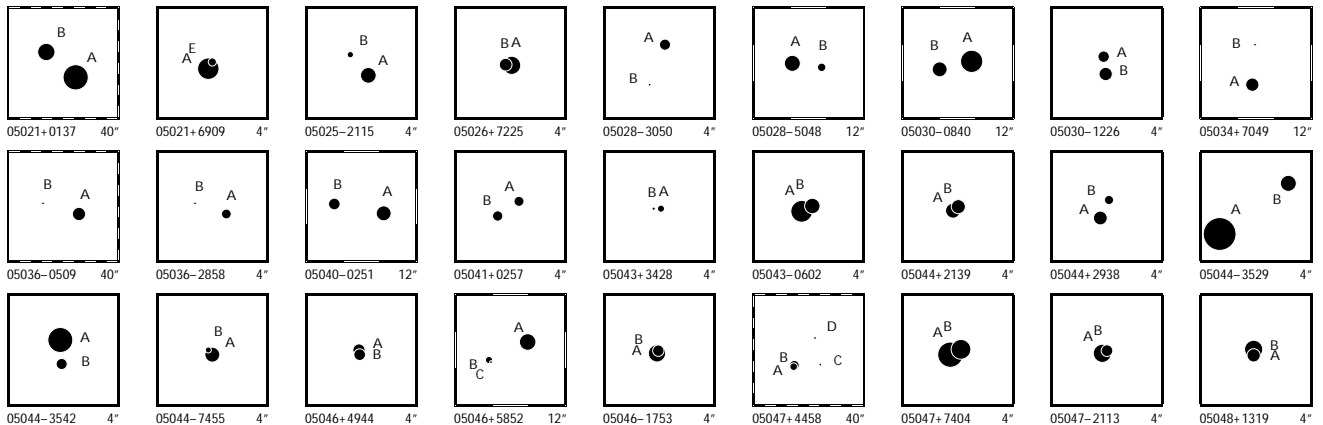 B
A
05021+0137 40″
E
A
05021+6909 4″
B
A
05025−2115 4″
B A
05026+7225 4″
A
B
05028−3050 4″
A B
05028−5048 12″
A
B
05030−0840 12″
A
B
05030−1226 4″
B
A
05034+7049 12″
B
A
05036−0509 40″
B
A
05036−2858 4″
B
A
05040−0251 12″
A
B
05041+0257 4″
B A
05043+3428 4″
B
A
05043−0602 4″
B
A
05044+2139 4″
B
A
05044+2938 4″
B
A
05044−3529 4″
A
B
05044−3542 4″
B
A
05044−7455 4″
A
B
05046+4944 4″
A
B
C
05046+5852 12″
B
A
05046−1753 4″
D
B
C
A
05047+4458 40″
B
A
05047+7404 4″
B
A
05047−2113 4″
B
A
05048+1319 4″